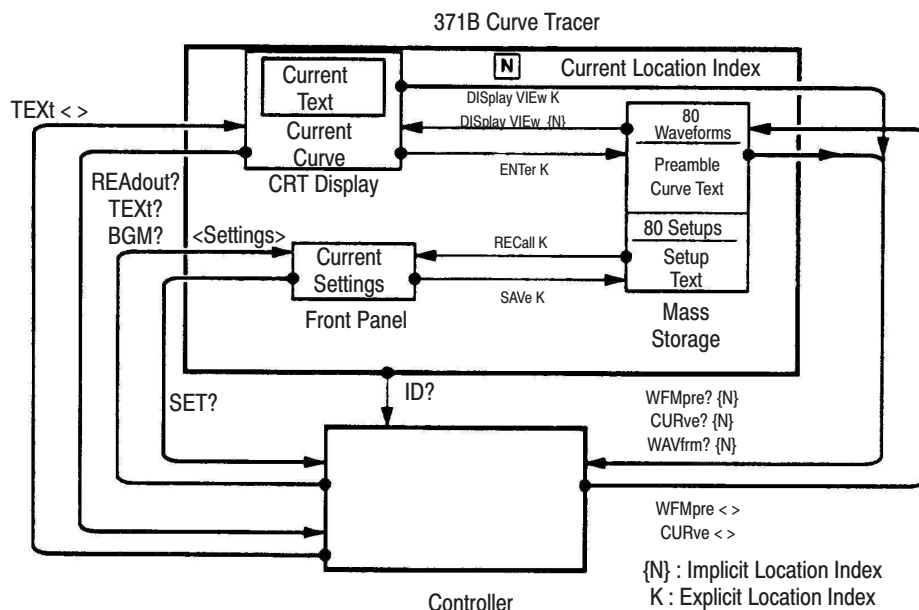 371B Curve Tracer
N
Current Location Index
Current
Text
Current
Curve
CRT Display
TEXt < >
DISplay VIEw K
DISplay VIEw {N}
ENTer K
80
Waveforms
Preamble
Curve Text
80 Setups
Setup
Text
Mass
Storage
REAdout?
TEXt?
BGM?
<Settings>
Current
Settings
Front Panel
RECall K
SAVe K
SET?
ID?
WFMpre? {N}
CURve? {N}
WAVfrm? {N}
WFMpre < >
CURve < >
Controller
{N} : Implicit Location Index
K : Explicit Location Index